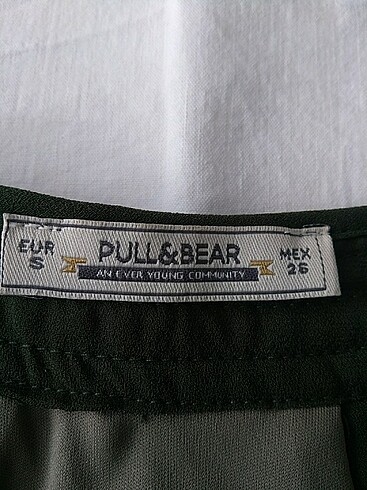 EUR
S
PULL&BEAR
AN EVER YOUNG COMMUNITY
MEX
26